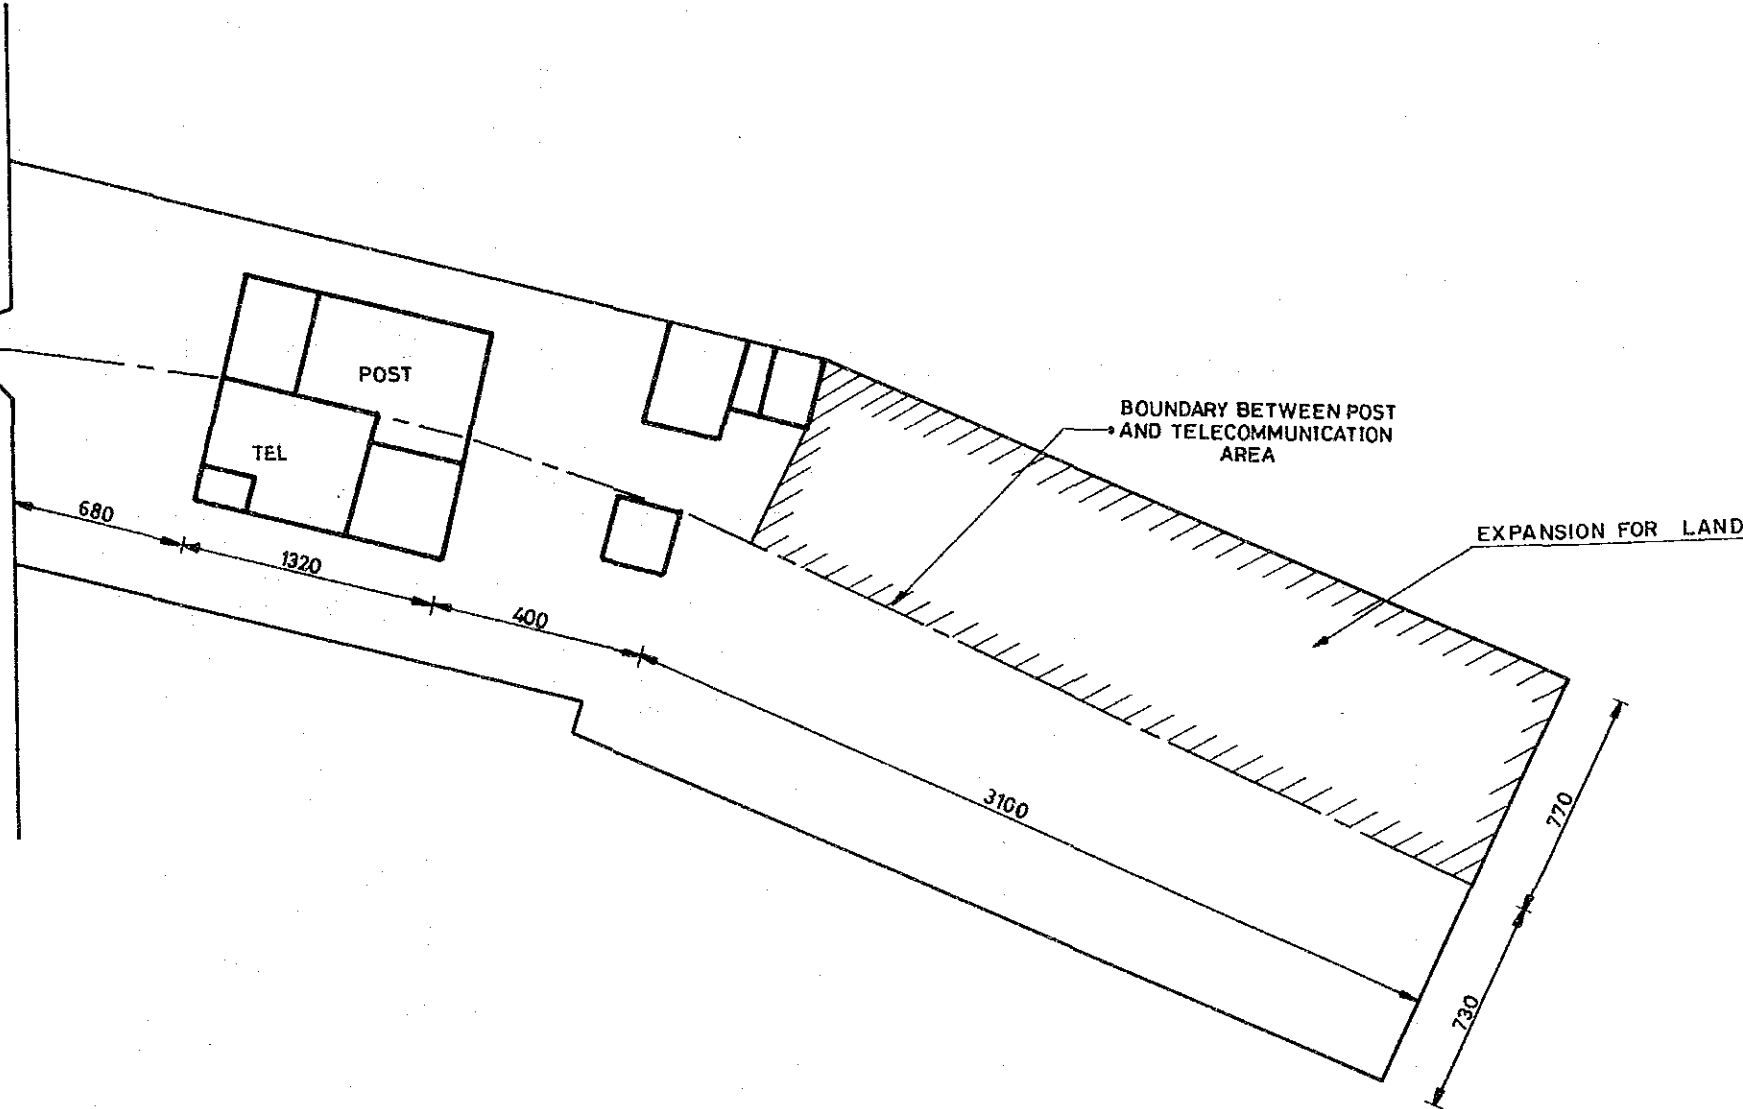 POST
BOUNDARY BETWEEN POST
AND TELECOMMUNICATION
AREA
TEL
680
EXPANSION FOR LAND
1320
400
3100
770
730